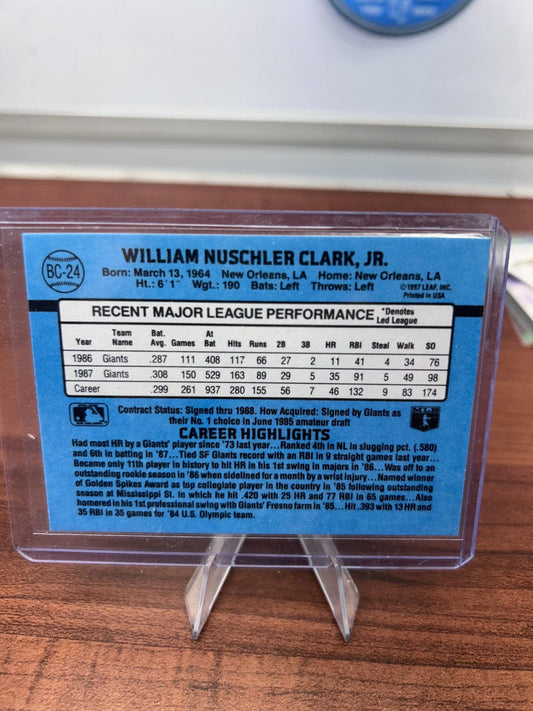 BC-24
WILLIAM NUSCHLER CLARK, JR.
Born: March 13, 1964 New Orleans, LA Home: New Orleans, LA
Ht.: 6'1" Wgt.: 190 Bats: Left Throws: Left
©1987 LEAF, INC.
Printed in USA
RECENT MAJOR LEAGUE PERFORMANCE *Denotes Led League
Year Team Name Bat. Avg. Games At Bat Hits Runs 2B 3B HR RBI Steal Walk SO
1986 Giants .287 111 408 117 66 27 2 11 41 4 34 76
1987 Giants .308 150 529 163 89 29 5 35 91 5 49 98
Career .299 261 937 280 155 56 7 46 132 9 83 174
Contract Status: Signed thru 1988. How Acquired: Signed by Giants as
their No. 1 choice in June 1985 amateur draft
CAREER HIGHLIGHTS
Had most HR by a Giants' player since '73 last year...Ranked 4th in NL in slugging pct. (.580)
and 6th in batting in '87...Tied SF Giants record with an RBI in 9 straight games last year...
Became only 11th player in history to hit HR in his 1st swing in majors in '86...Was off to an
outstanding rookie season in '86 when sidelined for a month by a wrist injury...Named winner
of Golden Spikes Award as top collegiate player in the country in '85 following outstanding
season at Mississippi St. in which he hit .420 with 25 HR and 77 RBI in 65 games...Also
homered in his 1st professional swing with Giants' Fresno farm in '85...Hit .393 with 13 HR and
35 RBI in 35 games for '84 U.S. Olympic team.